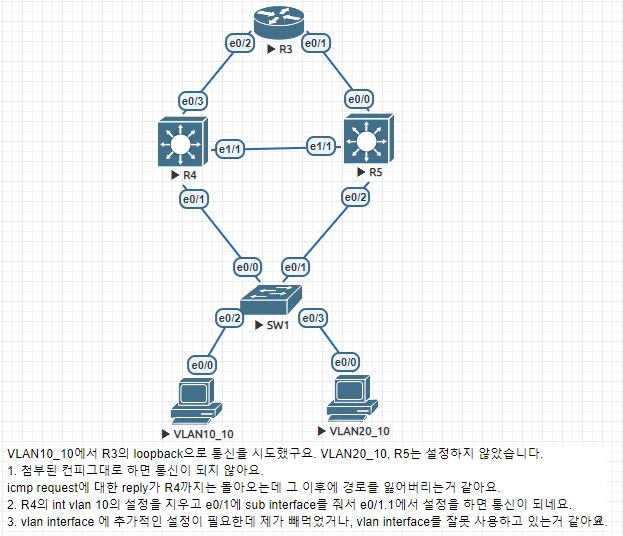 R3
e0/2
e0/1
e0/3
e0/0
R4
e1/1
e1/1
R5
e0/1
e0/2
e0/0
e0/1
SW1
e0/2
e0/3
e0/0
e0/0
VLAN10_10
VLAN20_10
VLAN10_10에서 R3의 loopback으로 통신을 시도했구요. VLAN20_10, R5는 설정하지 않았습니다.
1. 첨부된 컨피그대로 하면 통신이 되지 않아요.
icmp request에 대한 reply가 R4까지는 돌아오는데 그 이후에 경로를 잃어버리는거 같아요.
2. R4의 int vlan 10의 설정을 지우고 e0/1에 sub interface를 줘서 e0/1.1에서 설정을 하면 통신이 되네요.
3. vlan interface 에 추가적인 설정이 필요한데 제가 빼먹었거나, vlan interface를 잘못 사용하고 있는거 같아요.